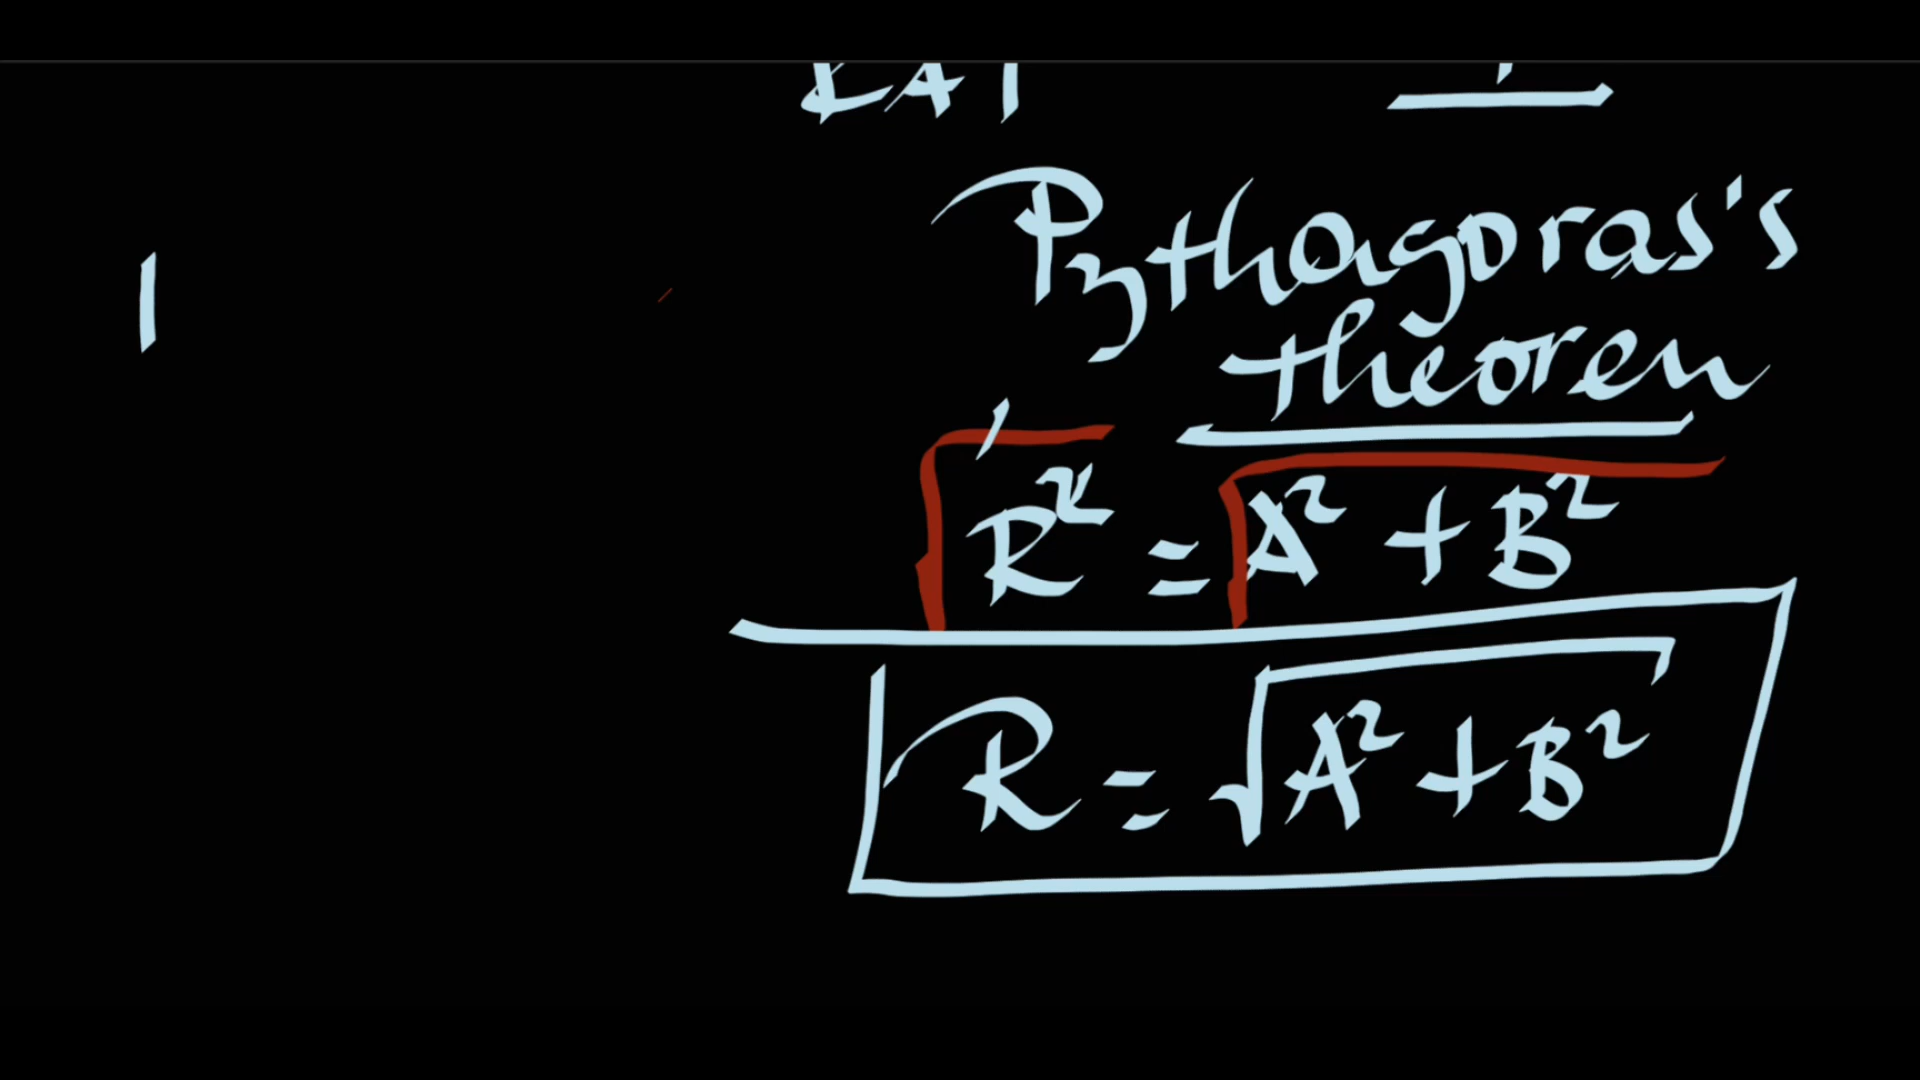 Pythagoras's
theorem
√R² = √A² + B²
R = √A² + B²